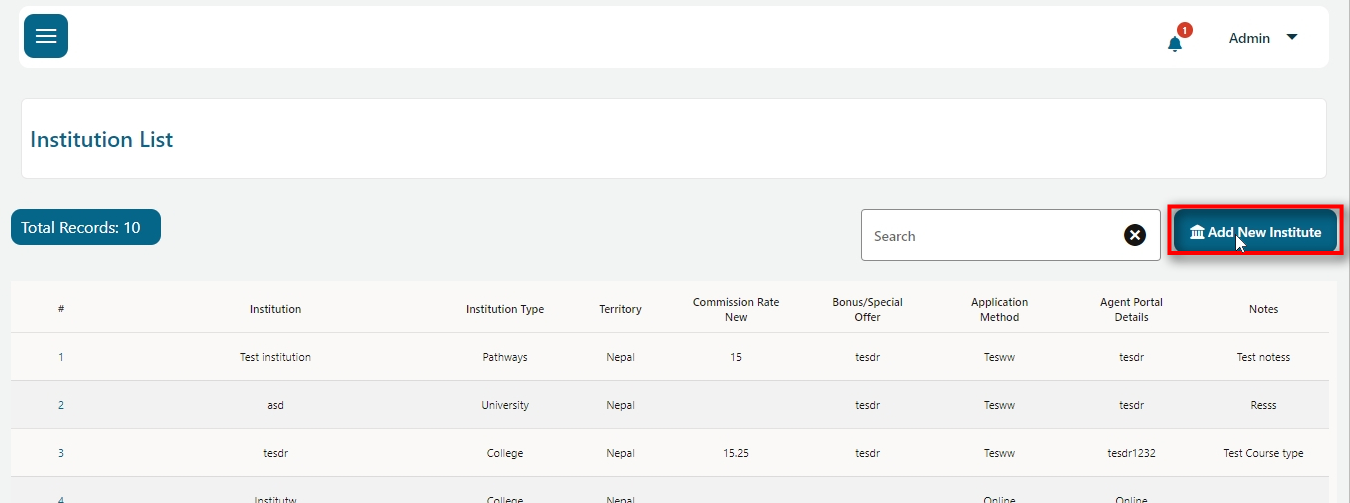 1
Admin
Institution List
Total Records: 10
Search
Add New Institute
# Institution Institution Type Territory Commission Rate New Bonus/Special Offer Application Method Agent Portal Details Notes
1 Test institution Pathways Nepal 15 tesdr Tesww tesdr Test notess
2 asd University Nepal tesdr Tesww tesdr Resss
3 tesdr College Nepal 15.25 tesdr Tesww tesdr1232 Test Course type
4 Institutw College Nepal Online Online